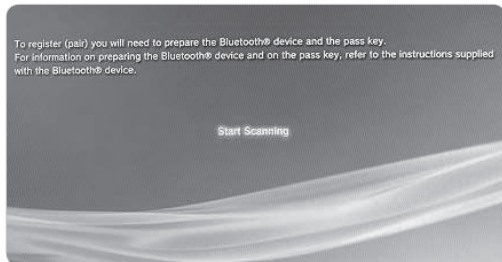 To register (pair) you will need to prepare the Bluetooth® device and the pass key.
For information on preparing the Bluetooth® device and on the pass key, refer to the instructions supplied
with the Bluetooth® device.
Start Scanning